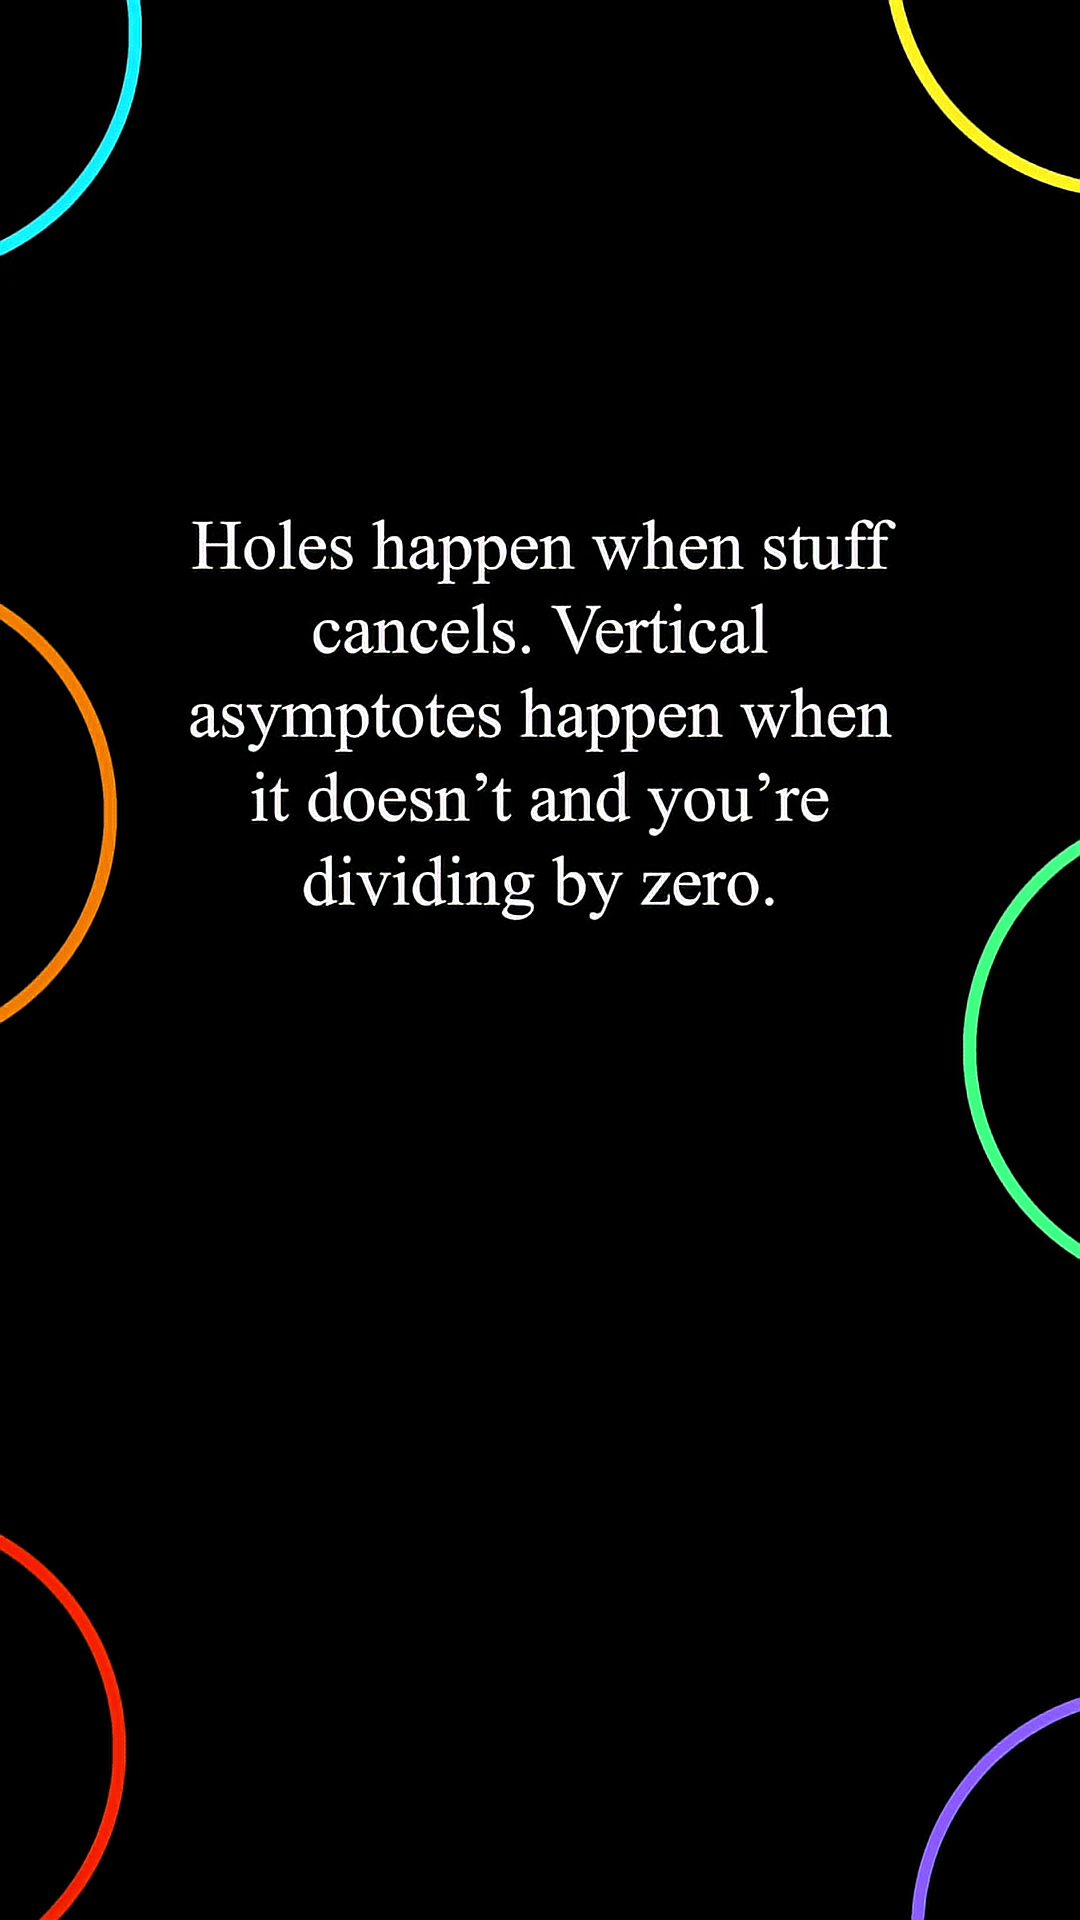 Holes happen when stuff
cancels. Vertical
asymptotes happen when
it doesn’t and you’re
dividing by zero.